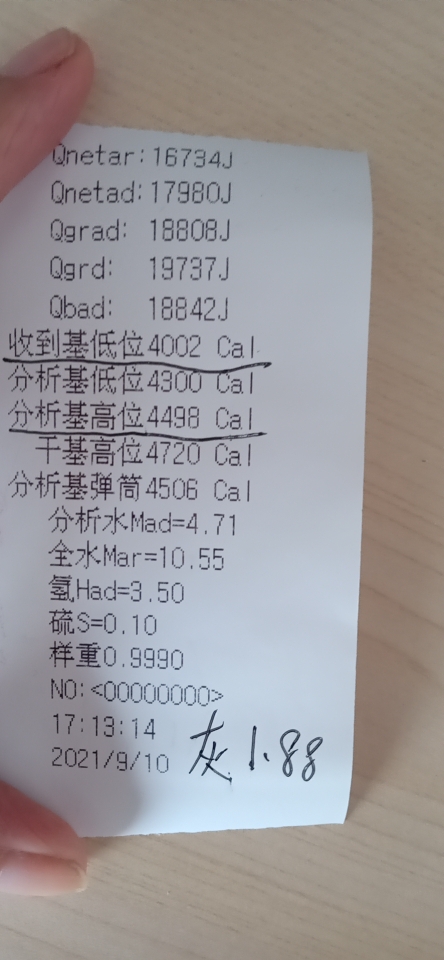 Qnetar:16734J
Qnetad:17980J
Qgrad: 18808J
Qgrd: 19737J
Qbad: 18842J
收到基低位4002 Cal
分析基低位4300 Cal
分析基高位4498 Cal
干基高位4720 Cal
分析基弹筒4506 Cal
分析水Mad=4.71
全水Mar=10.55
氢Had=3.50
硫S=0.10
样重0.9990
NO:<00000000>
17:13:14
2021/9/10
灰1.88